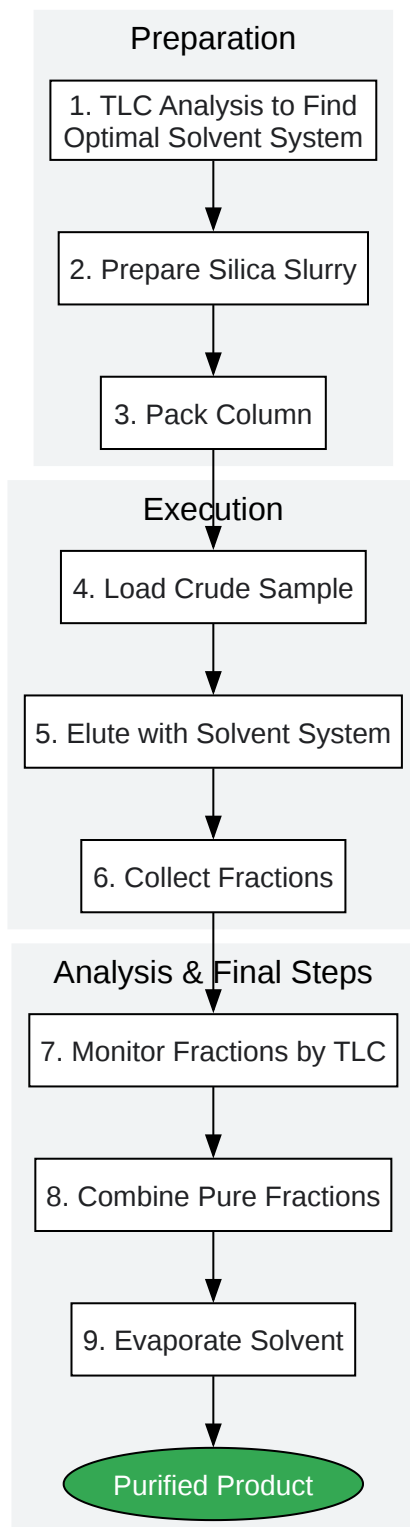 Preparation
1. TLC Analysis to Find
Optimal Solvent System
2. Prepare Silica Slurry
3. Pack Column
Execution
4. Load Crude Sample
5. Elute with Solvent System
6. Collect Fractions
Analysis & Final Steps
7. Monitor Fractions by TLC
8. Combine Pure Fractions
9. Evaporate Solvent
Purified Product